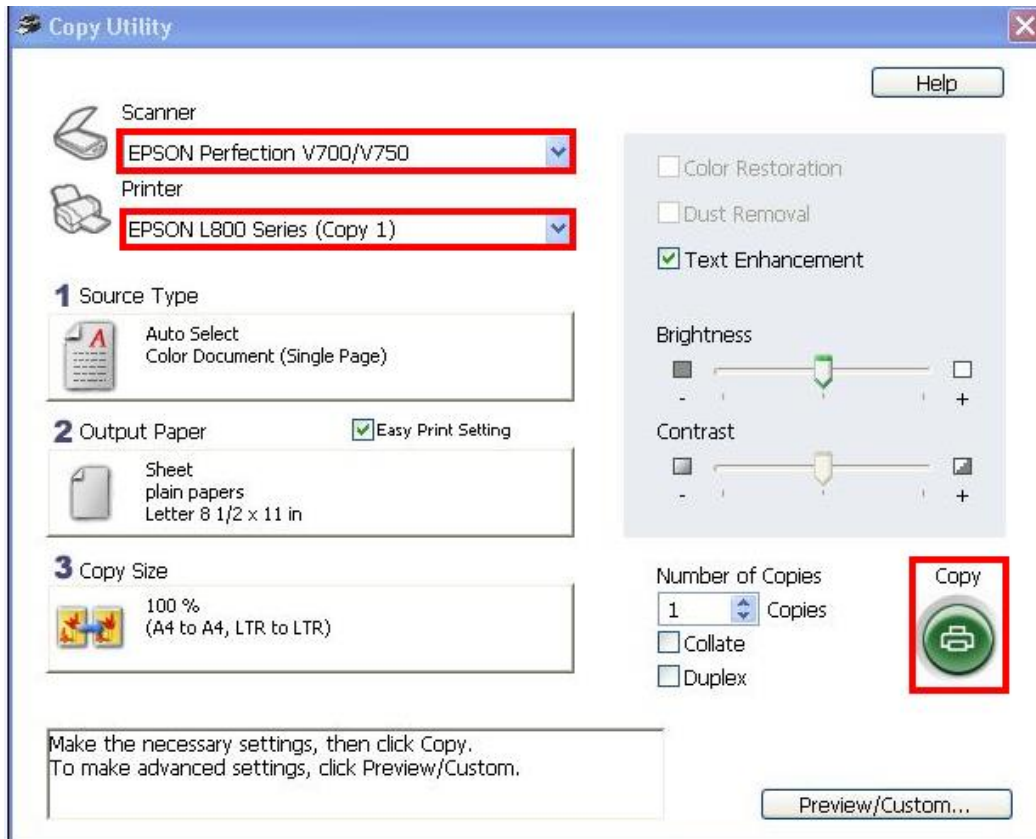 Copy Utility
Help
Scanner
EPSON Perfection V700/V750
Printer
EPSON L800 Series (Copy 1)
1 Source Type
Auto Select
Color Document (Single Page)
2 Output Paper
Easy Print Setting
Sheet
plain papers
Letter 8 1/2 x 11 in
3 Copy Size
100 %
(A4 to A4, LTR to LTR)
Color Restoration
Dust Removal
Text Enhancement
Brightness
- +
Contrast
- +
Number of Copies
1 Copies
Collate
Duplex
Copy
Make the necessary settings, then click Copy.
To make advanced settings, click Preview/Custom.
Preview/Custom...